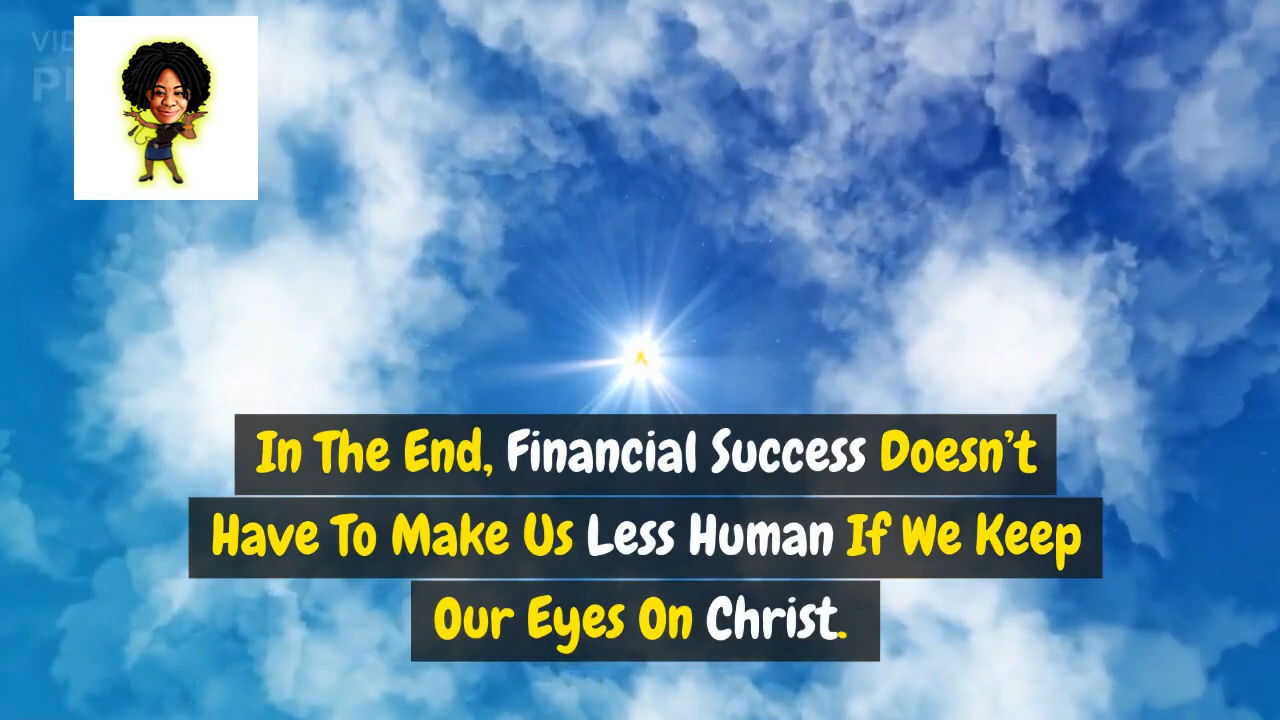 In The End, Financial Success Doesn't
Have To Make Us Less Human If We Keep
Our Eyes On Christ.